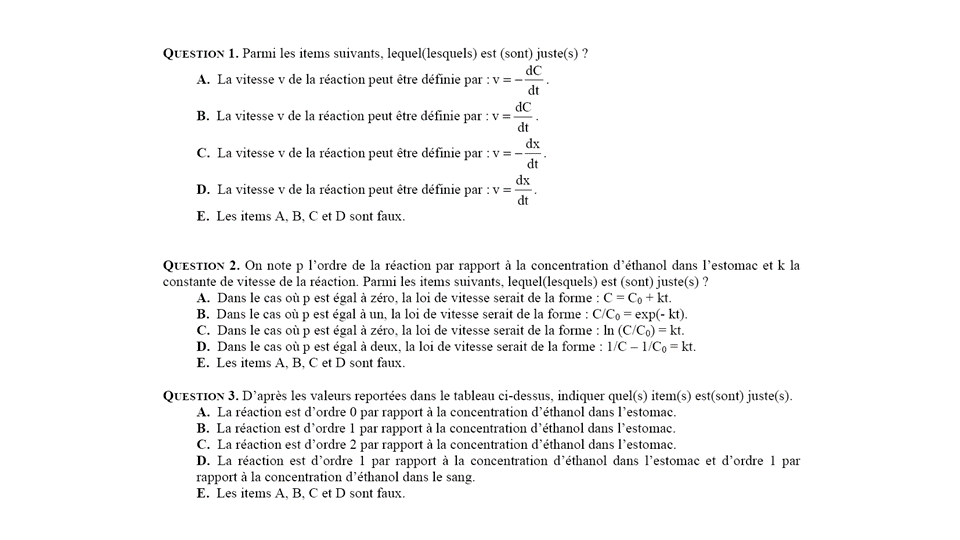 QUESTION 1. Parmi les items suivants, lequel(lesquels) est (sont) juste(s) ?
A. La vitesse v de la réaction peut être définie par : v = − dC/dt .
B. La vitesse v de la réaction peut être définie par : v = dC/dt .
C. La vitesse v de la réaction peut être définie par : v = − dx/dt .
D. La vitesse v de la réaction peut être définie par : v = dx/dt .
E. Les items A, B, C et D sont faux.
QUESTION 2. On note p l’ordre de la réaction par rapport à la concentration d’éthanol dans l’estomac et k la
constante de vitesse de la réaction. Parmi les items suivants, lequel(lesquels) est (sont) juste(s) ?
A. Dans le cas où p est égal à zéro, la loi de vitesse serait de la forme : C = C₀ + kt.
B. Dans le cas où p est égal à un, la loi de vitesse serait de la forme : C/C₀ = exp(- kt).
C. Dans le cas où p est égal à zéro, la loi de vitesse serait de la forme : ln (C/C₀) = kt.
D. Dans le cas où p est égal à deux, la loi de vitesse serait de la forme : 1/C – 1/C₀ = kt.
E. Les items A, B, C et D sont faux.
QUESTION 3. D’après les valeurs reportées dans le tableau ci-dessus, indiquer quel(s) item(s) est(sont) juste(s).
A. La réaction est d’ordre 0 par rapport à la concentration d’éthanol dans l’estomac.
B. La réaction est d’ordre 1 par rapport à la concentration d’éthanol dans l’estomac.
C. La réaction est d’ordre 2 par rapport à la concentration d’éthanol dans l’estomac.
D. La réaction est d’ordre 1 par rapport à la concentration d’éthanol dans l’estomac et d’ordre 1 par
rapport à la concentration d’éthanol dans le sang.
E. Les items A, B, C et D sont faux.